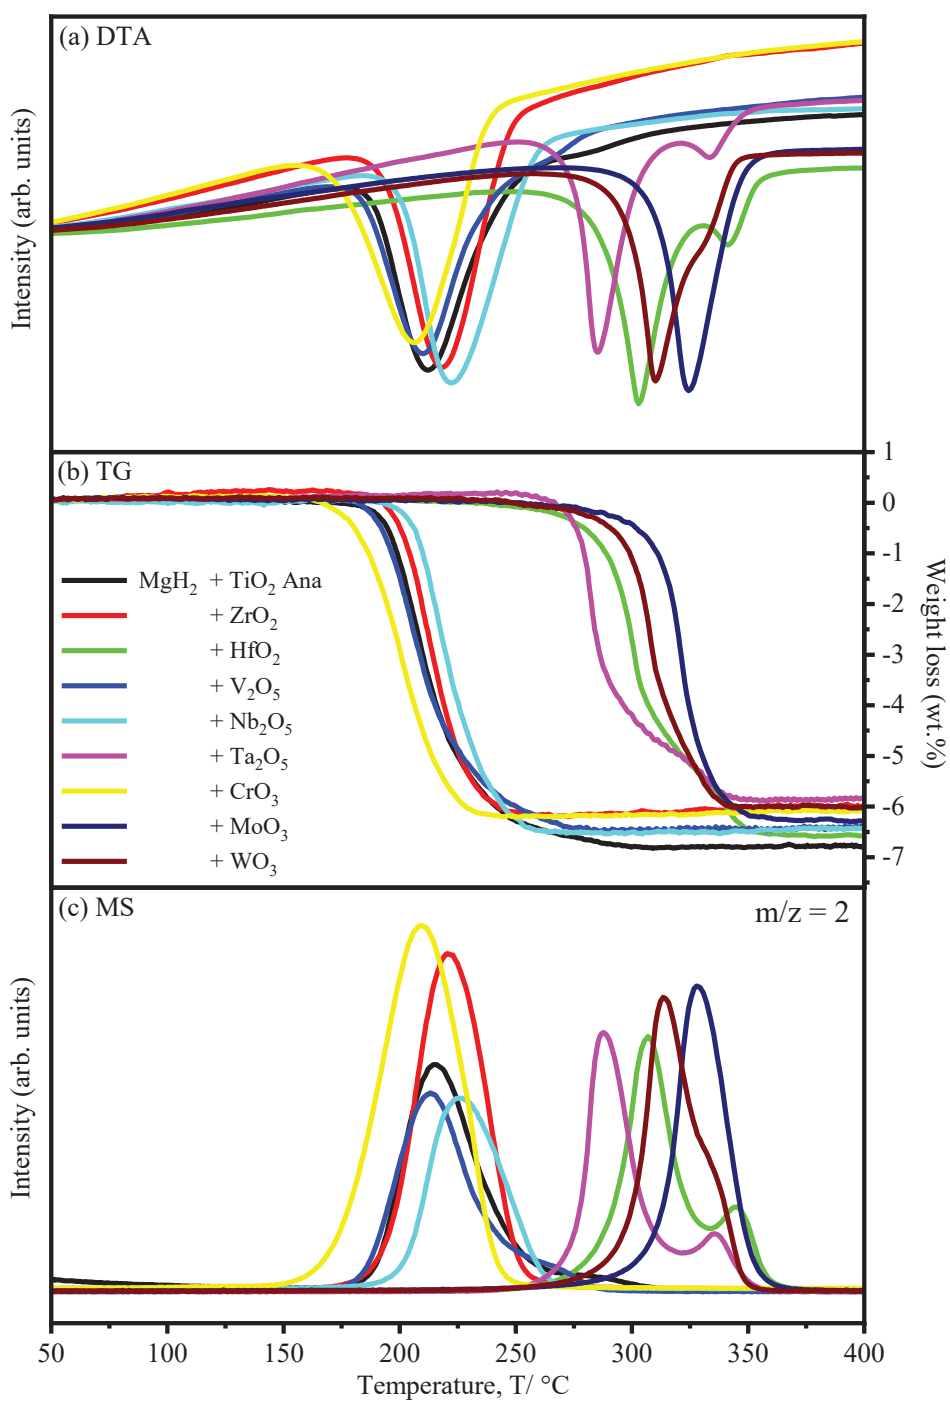 (a) DTA
Intensity (arb. units)
(b) TG
1
0
-1
-2
-3
-4
-5
-6
-7
Weight loss (wt.%)
MgH₂ + TiO₂ Ana
+ ZrO₂
+ HfO₂
+ V₂O₅
+ Nb₂O₅
+ Ta₂O₅
+ CrO₃
+ MoO₃
+ WO₃
(c) MS
m/z = 2
Intensity (arb. units)
50 100 150 200 250 300 350 400
Temperature, T/ °C